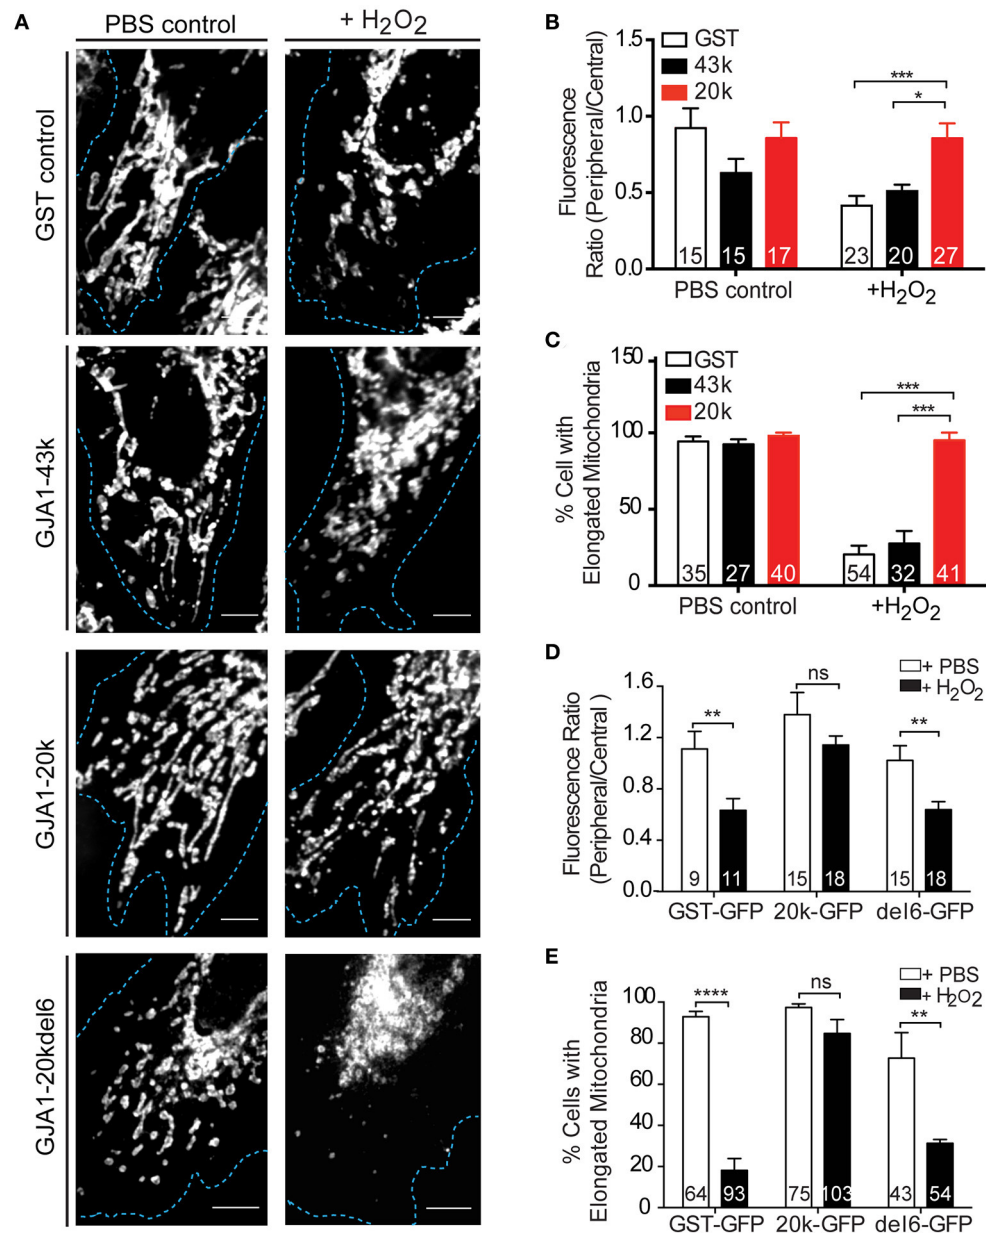 A
PBS control
+ H₂O₂
GST control
GJA1-43k
GJA1-20k
GJA1-20kdel6
B
Fluorescence
Ratio (Peripheral/Central)
1.5
1.0
0.5
0.0
GST
43k
20k
***
*
15
15
17
23
20
27
PBS control
+H₂O₂
C
% Cell with
Elongated Mitochondria
150
100
50
0
GST
43k
20k
***
***
35
27
40
54
32
41
PBS control
+H₂O₂
D
Fluorescence Ratio
(Peripheral/Central )
1.6
1.2
0.8
0.4
0.0
+ PBS
+ H₂O₂
**
ns
**
9
11
15
18
15
18
GST-GFP
20k-GFP
del6-GFP
E
% Cells with
Elongated Mitochondria
100
80
60
40
20
0
+ PBS
+ H₂O₂
****
ns
**
64
93
75
103
43
54
GST-GFP
20k-GFP
del6-GFP